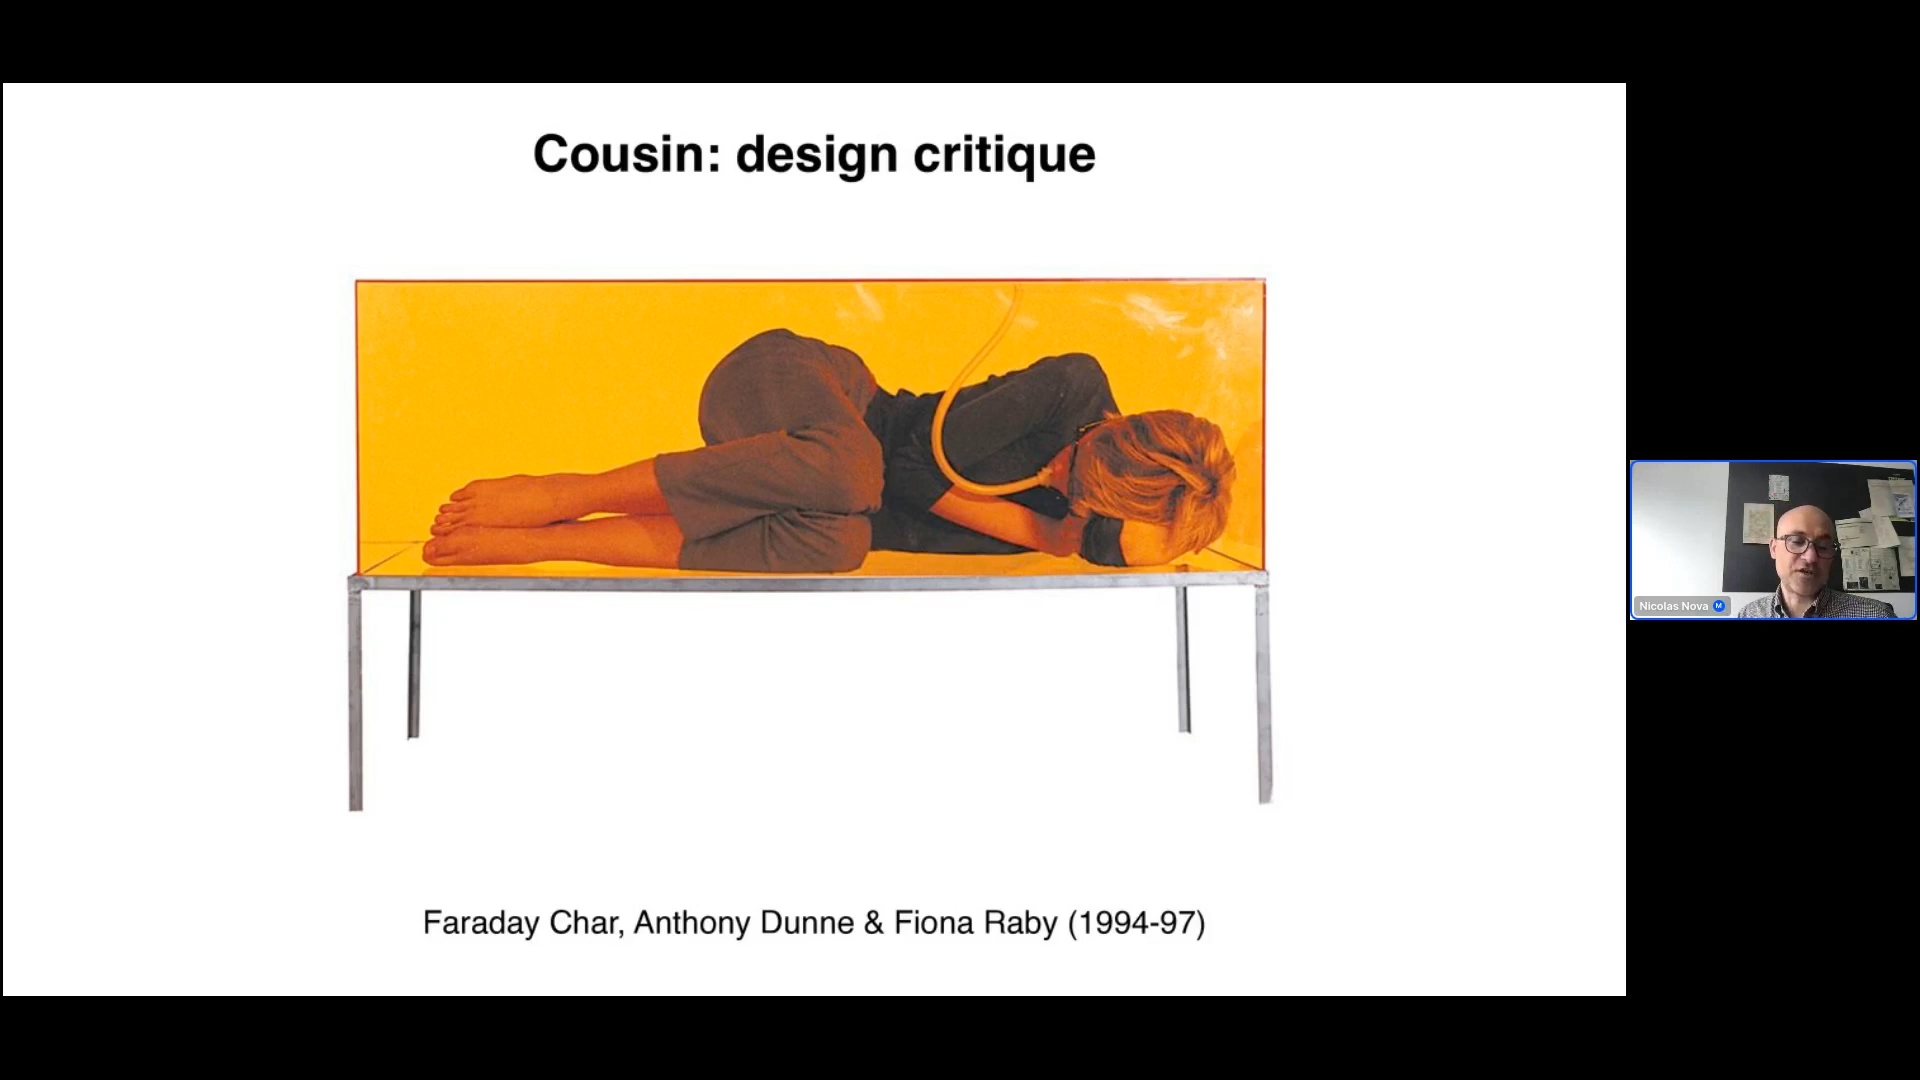 Cousin: design critique
Faraday Char, Anthony Dunne & Fiona Raby (1994-97)
Nicolas Nova